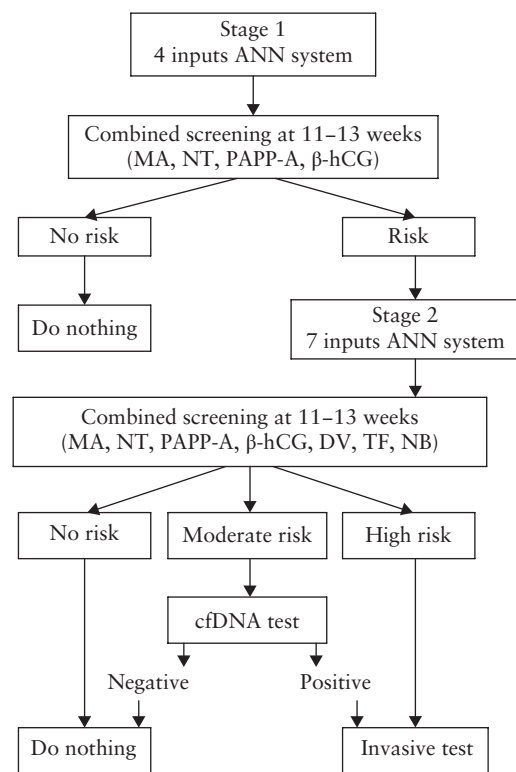 Stage 1
4 inputs ANN system
Combined screening at 11–13 weeks
(MA, NT, PAPP-A, β-hCG)
No risk
Risk
Do nothing
Stage 2
7 inputs ANN system
Combined screening at 11–13 weeks
(MA, NT, PAPP-A, β-hCG, DV, TF, NB)
No risk
Moderate risk
High risk
cfDNA test
Negative
Positive
Do nothing
Invasive test